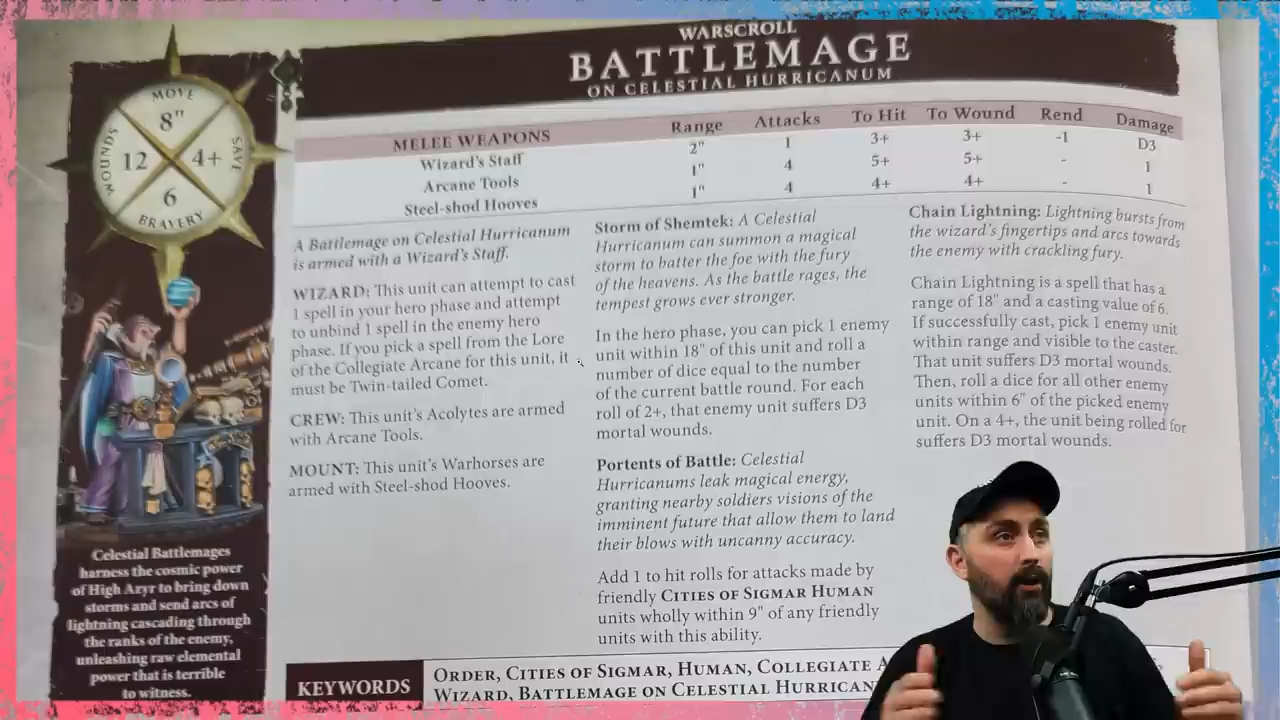 WARSCROLL
BATTLEMAGE
ON CELESTIAL HURRICANUM
MOVE
8"
WOUNDS
12
4+
SAVE
6
BRAVERY
MELEE WEAPONS Range Attacks To Hit To Wound Rend Damage
Wizard's Staff 2" 1 3+ 3+ -1 D3
Arcane Tools 1" 4 5+ 5+ - 1
Steel-shod Hooves 1" 4 4+ 4+ - 1
A Battlemage on Celestial Hurricanum
is armed with a Wizard's Staff.
WIZARD: This unit can attempt to cast
1 spell in your hero phase and attempt
to unbind 1 spell in the enemy hero
phase. If you pick a spell from the Lore
of the Collegiate Arcane for this unit, it
must be Twin-tailed Comet.
CREW: This unit's Acolytes are armed
with Arcane Tools.
MOUNT: This unit's Warhorses are
armed with Steel-shod Hooves.
Storm of Shemtek: A Celestial
Hurricanum can summon a magical
storm to batter the foe with the fury
of the heavens. As the battle rages, the
tempest grows ever stronger.
In the hero phase, you can pick 1 enemy
unit within 18" of this unit and roll a
number of dice equal to the number
of the current battle round. For each
roll of 2+, that enemy unit suffers D3
mortal wounds.
Portents of Battle: Celestial
Hurricanums leak magical energy,
granting nearby soldiers visions of the
imminent future that allow them to land
their blows with uncanny accuracy.
Add 1 to hit rolls for attacks made by
friendly CITIES OF SIGMAR HUMAN
units wholly within 9" of any friendly
units with this ability.
Chain Lightning: Lightning bursts from
the wizard's fingertips and arcs towards
the enemy with crackling fury.
Chain Lightning is a spell that has a
range of 18" and a casting value of 6.
If successfully cast, pick 1 enemy unit
within range and visible to the caster.
That unit suffers D3 mortal wounds.
Then, roll a dice for all other enemy
units within 6" of the picked enemy
unit. On a 4+, the unit being rolled for
suffers D3 mortal wounds.
Celestial Battlemages
harness the cosmic power
of High Azyr to bring down
storms and send arcs of
lightning cascading through
the ranks of the enemy,
unleashing raw elemental
power that is terrible
to witness.
KEYWORDS
ORDER, CITIES OF SIGMAR, HUMAN, COLLEGIATE
WIZARD, BATTLEMAGE ON CELESTIAL